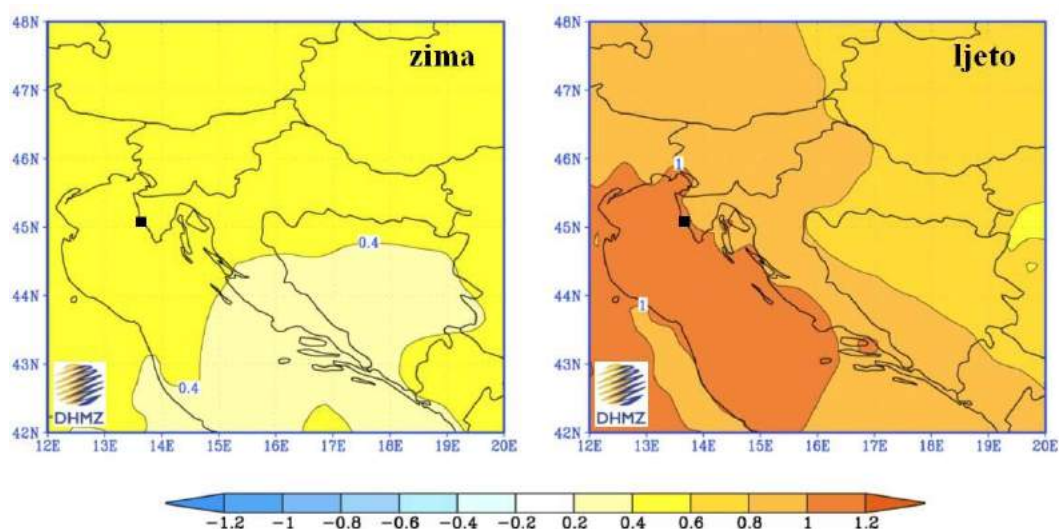 zima
48N
47N
46N
45N
44N
43N
42N
12E 13E 14E 15E 16E 17E 18E 19E 20E
0.4
0.4
DHMZ
ljeto
48N
47N
46N
45N
44N
43N
42N
12E 13E 14E 15E 16E 17E 18E 19E 20E
1
1
DHMZ
-1.2 -1 -0.8 -0.6 -0.4 -0.2 0.2 0.4 0.6 0.8 1 1.2